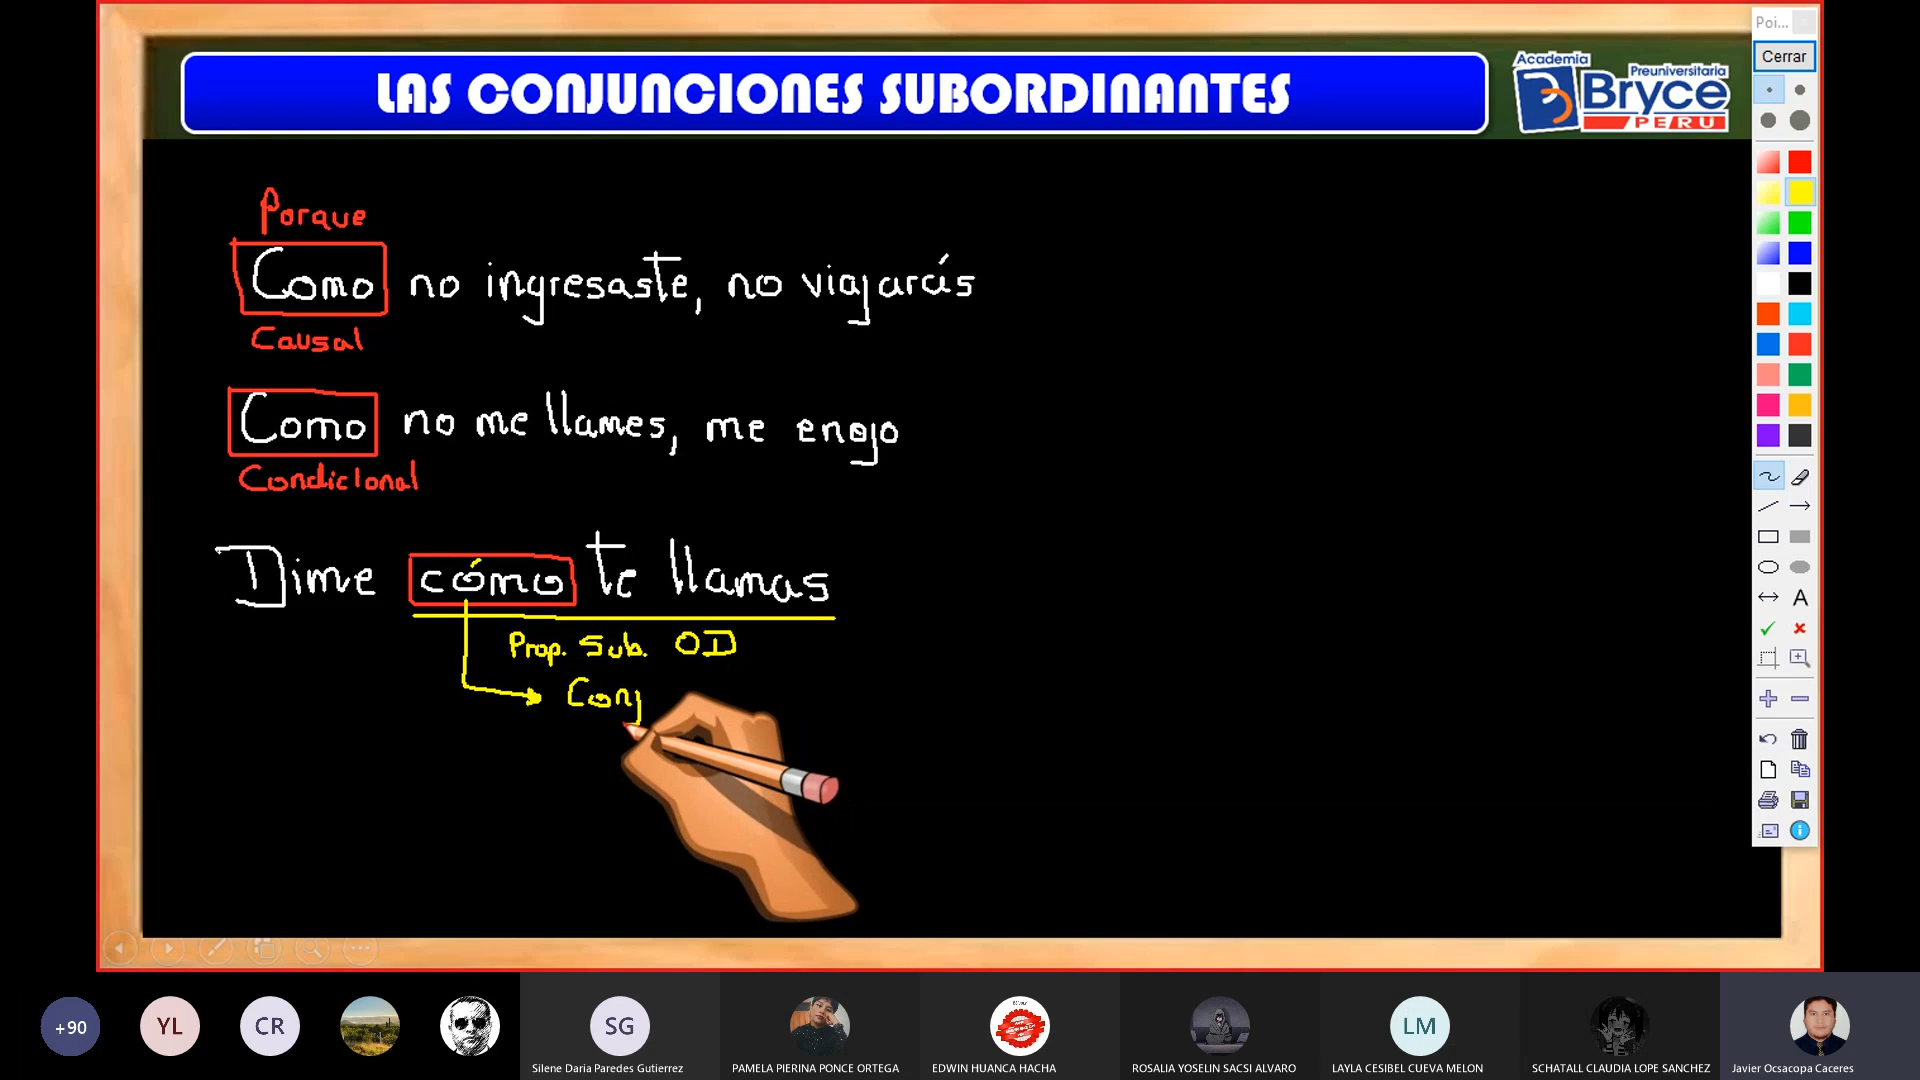 LAS CONJUNCIONES SUBORDINANTES
Academia
Preuniversitaria
Bryce
PERU
Poi...
Cerrar
Porque
Como no ingresaste, no viajarás
Causal
Como no me llames, me enojo
Condicional
Dime cómo te llamas
Prop. Sub. OD
Conj
A
+90
YL
CR
SG
LM
Silene Daria Paredes Gutierrez
PAMELA PIERINA PONCE ORTEGA
EDWIN HUANCA HACHA
ROSALIA YOSELIN SACSI ALVARO
LAYLA CESIBEL CUEVA MELON
SCHATALL CLAUDIA LOPE SANCHEZ
Javier Ocsacopa Caceres